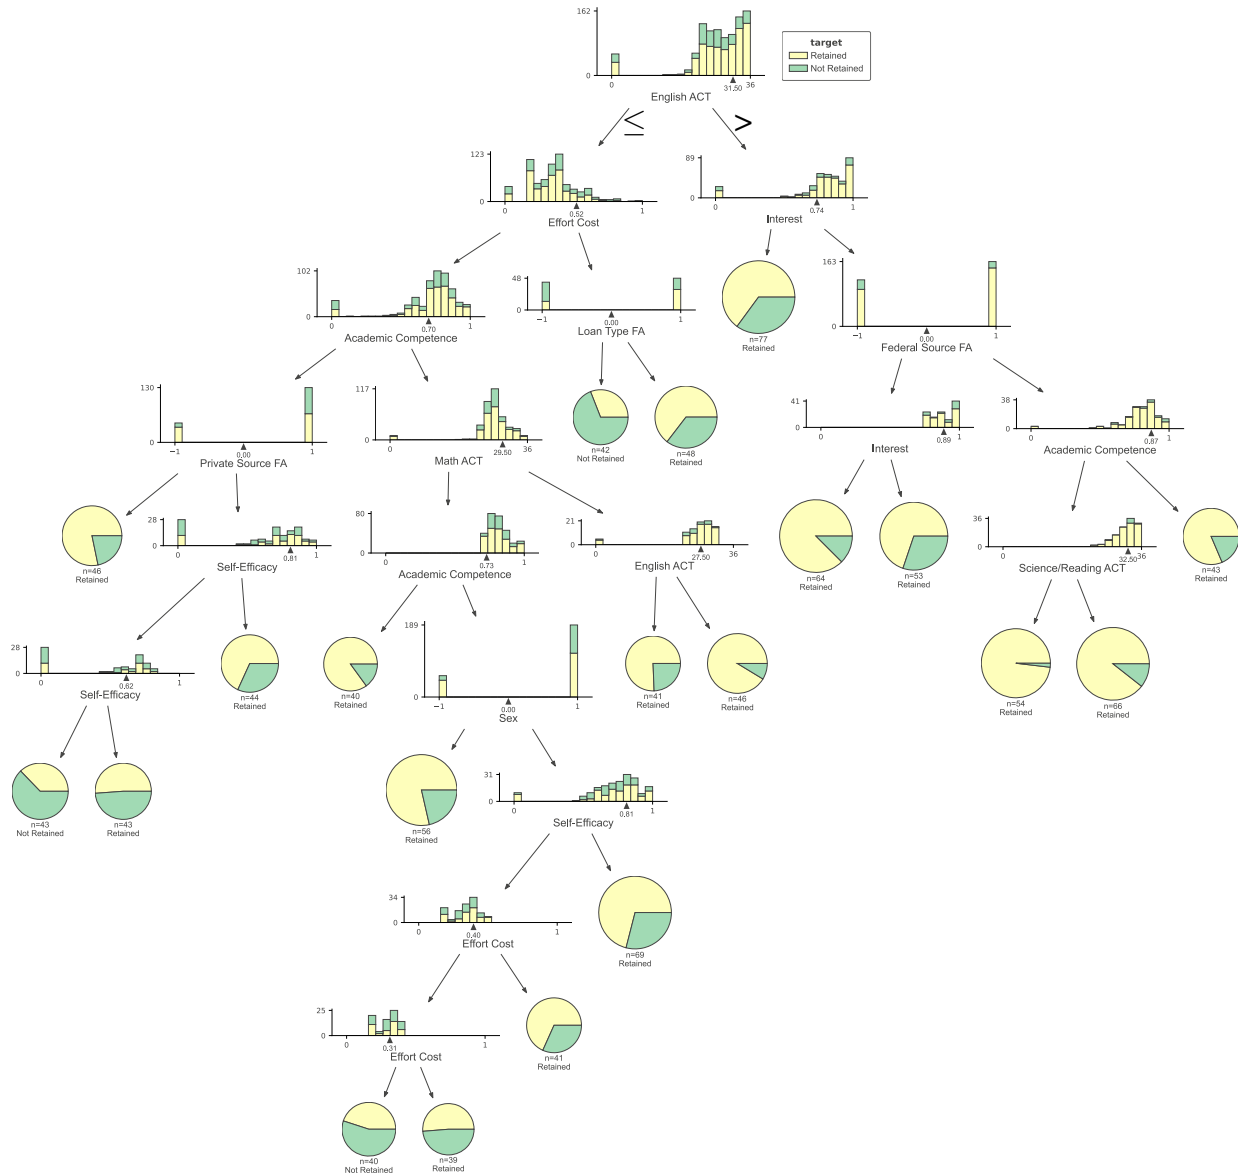 162
0
0
31.50
36
English ACT
target
Retained
Not Retained
≤
>
123
0
0
0.52
1
Effort Cost
89
0
0
0.74
1
Interest
102
0
0
0.70
1
Academic Competence
48
0
−1
0.00
1
Loan Type FA
n=77
Retained
163
0
−1
0.00
1
Federal Source FA
130
0
−1
0.00
1
Private Source FA
117
0
0
29.50
36
Math ACT
n=42
Not Retained
n=48
Retained
41
0
0
0.89
1
Interest
38
0
0
0.87
1
Academic Competence
n=46
Retained
28
0
0
0.81
1
Self-Efficacy
80
0
0
0.73
1
Academic Competence
21
0
0
27.50
36
English ACT
n=64
Retained
n=53
Retained
36
0
0
32.50
36
Science/Reading ACT
n=43
Retained
28
0
0
0.62
1
Self-Efficacy
n=44
Retained
n=40
Retained
189
0
−1
0.00
1
Sex
n=41
Retained
n=46
Retained
n=54
Retained
n=66
Retained
n=43
Not Retained
n=43
Retained
n=56
Retained
31
0
0
0.81
1
Self-Efficacy
34
0
0
0.40
1
Effort Cost
n=69
Retained
25
0
0
0.31
1
Effort Cost
n=41
Retained
n=40
Not Retained
n=39
Retained